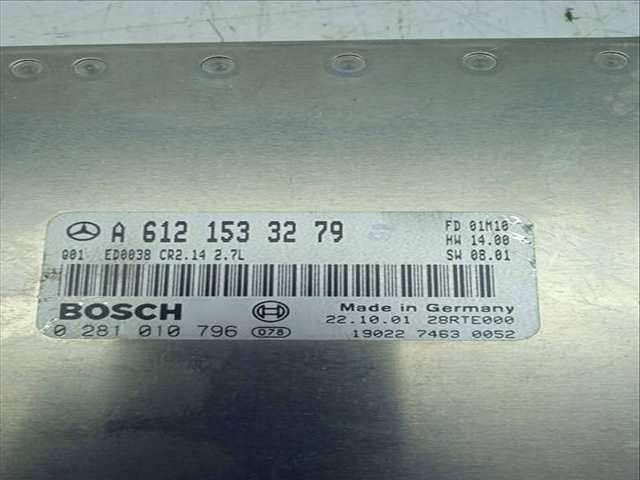 A 612 153 32 79
FD 01M10
HW 14.00
Q01 ED0038 CR2.14 2.7L
SW 08.01
BOSCH
Made in Germany
0 281 010 796 078
22.10.01 28RTE000
19022 7463 0052